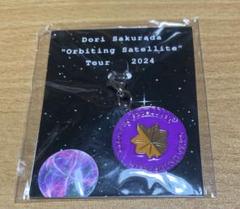 Dori Sakurada
"Orbiting Satellite"
Tour 2024